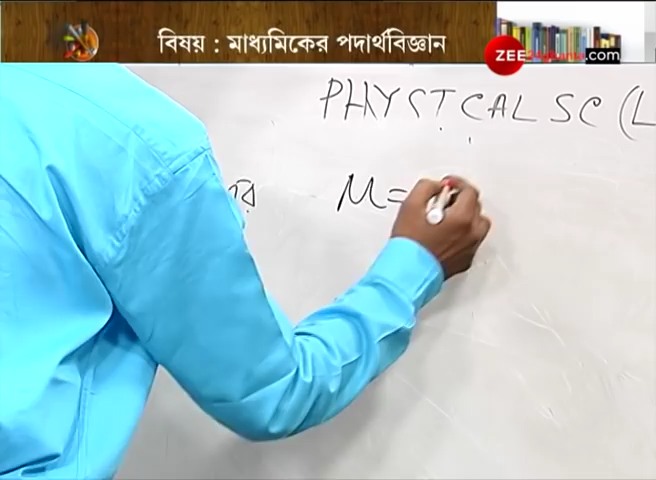 বিষয় : মাধ্যমিকের পদার্থবিজ্ঞান
ZEE .com
PHYSICAL SC (L
M =